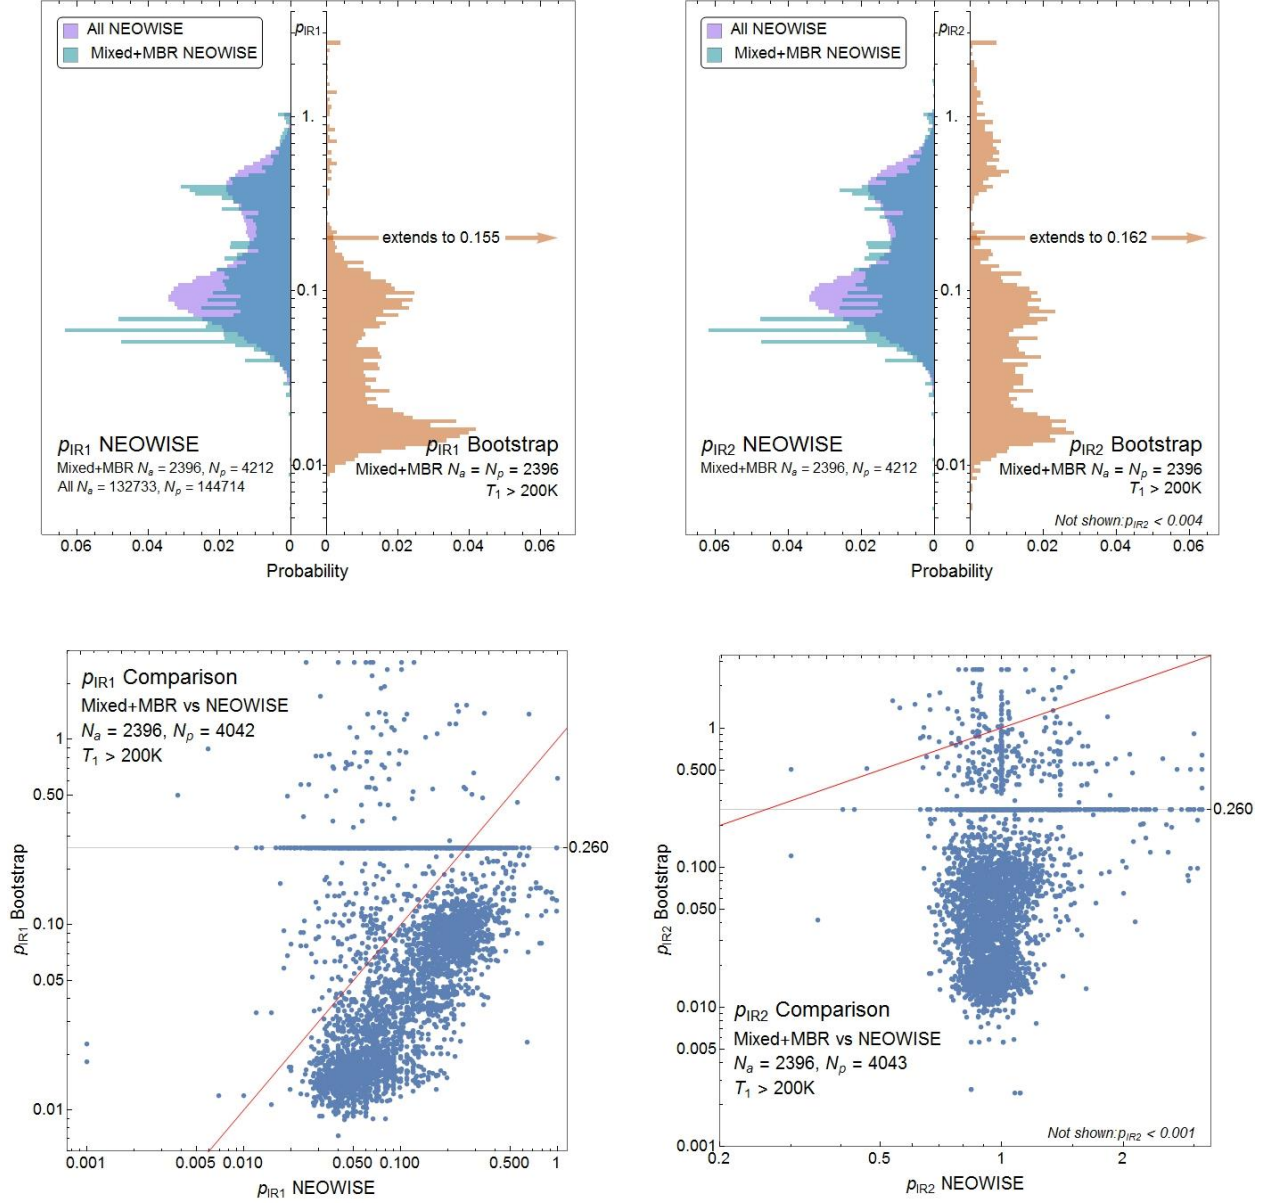 All NEOWISE
Mixed+MBR NEOWISE
pIR1
1.
0.1
0.01
extends to 0.155
pIR1 NEOWISE
Mixed+MBR Na = 2396, Np = 4212
All Na = 132733, Np = 144714
pIR1 Bootstrap
Mixed+MBR Na = Np = 2396
T1 > 200K
0.06 0.04 0.02 0 0 0.02 0.04 0.06
Probability
All NEOWISE
Mixed+MBR NEOWISE
pIR2
1.
0.1
0.01
extends to 0.162
pIR2 NEOWISE
Mixed+MBR Na = 2396, Np = 4212
pIR2 Bootstrap
Mixed+MBR Na = Np = 2396
T1 > 200K
Not shown:pIR2 < 0.004
0.06 0.04 0.02 0 0 0.02 0.04 0.06
Probability
pIR1 Comparison
Mixed+MBR vs NEOWISE
Na = 2396, Np = 4042
T1 > 200K
1
0.50
0.10
0.05
0.01
0.260
pIR1 Bootstrap
0.001 0.005 0.010 0.050 0.100 0.500 1
pIR1 NEOWISE
1
0.500
0.100
0.050
0.010
0.005
0.001
0.260
pIR2 Bootstrap
pIR2 Comparison
Mixed+MBR vs NEOWISE
Na = 2396, Np = 4043
T1 > 200K
Not shown:pIR2 < 0.001
0.2 0.5 1 2
pIR2 NEOWISE